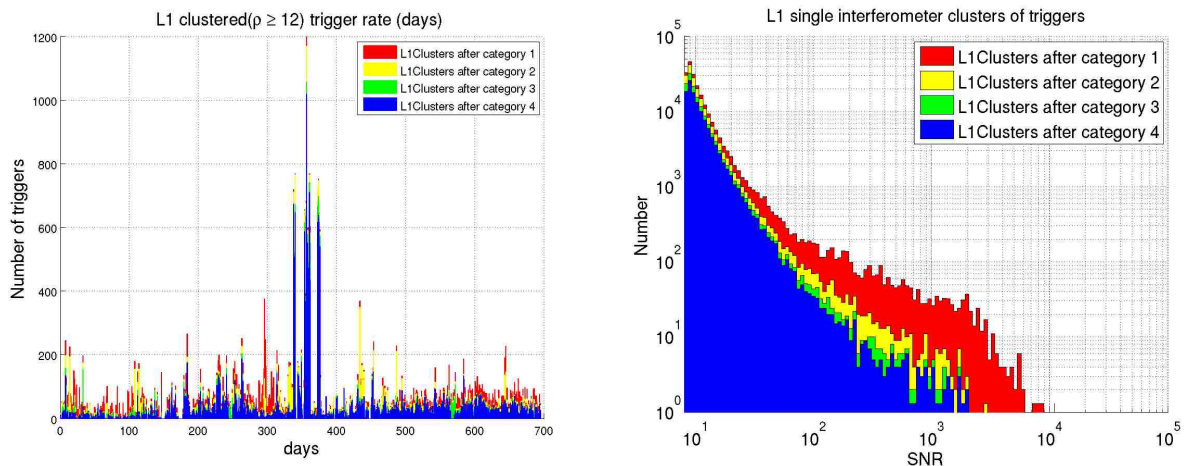 L1 clustered(ρ ≥ 12) trigger rate (days)
Number of triggers
1200
1000
800
600
400
200
0
0 100 200 300 400 500 600 700
days
L1Clusters after category 1
L1Clusters after category 2
L1Clusters after category 3
L1Clusters after category 4
L1 single interferometer clusters of triggers
Number
10^5
10^4
10^3
10^2
10^1
10^0
10^1 10^2 10^3 10^4 10^5
SNR
L1Clusters after category 1
L1Clusters after category 2
L1Clusters after category 3
L1Clusters after category 4